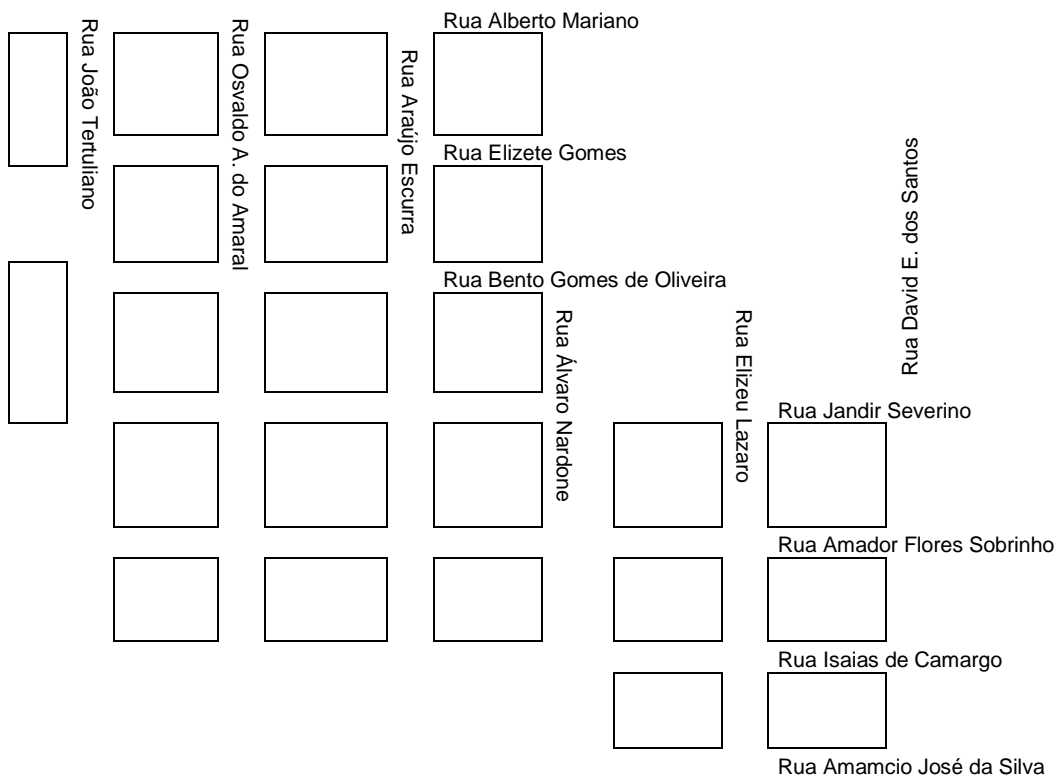 Rua Alberto Mariano
Rua João Tertuliano
Rua Osvaldo A. do Amaral
Rua Araújo Escurra
Rua Elizete Gomes
Rua David E. dos Santos
Rua Bento Gomes de Oliveira
Rua Álvaro Nardone
Rua Elizeu Lazaro
Rua Jandir Severino
Rua Amador Flores Sobrinho
Rua Isaias de Camargo
Rua Amamcio José da Silva